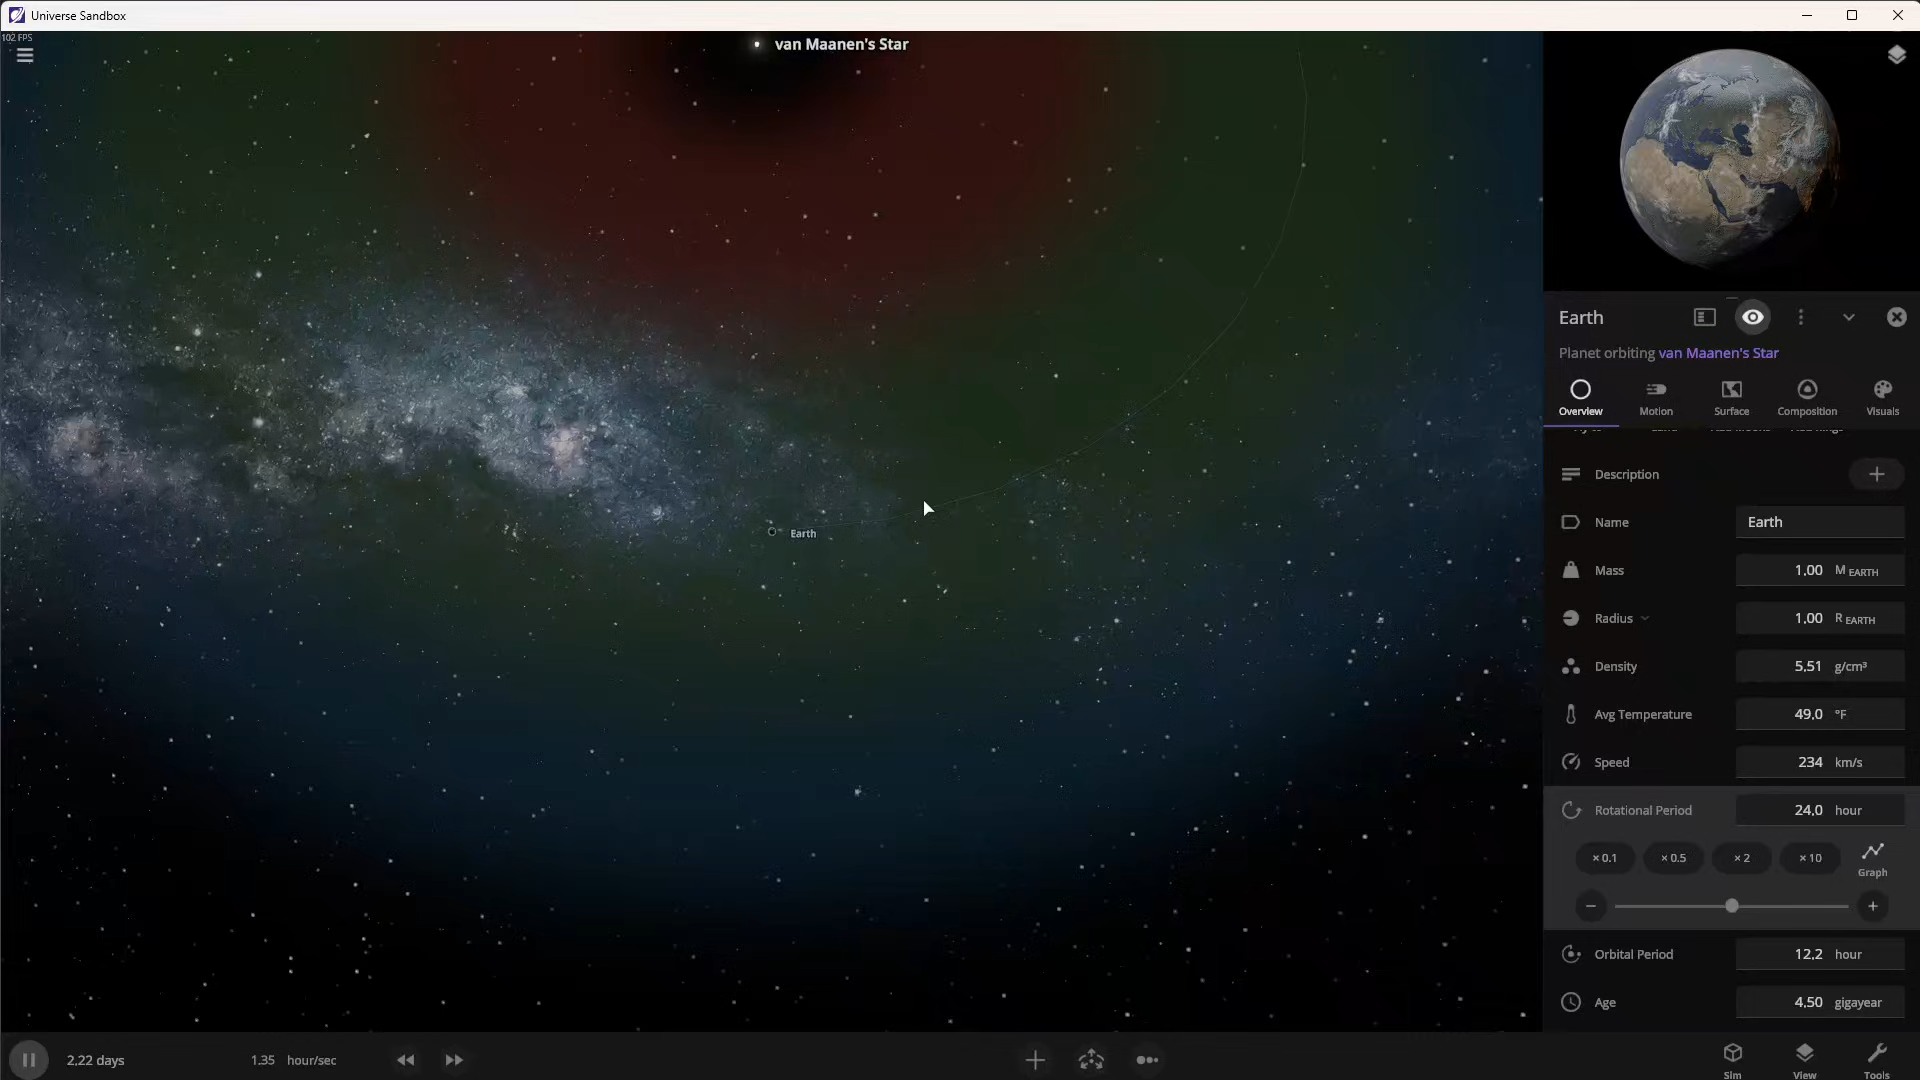 Universe Sandbox
102 FPS
van Maanen's Star
Earth
Earth
Planet orbiting van Maanen's Star
Overview
Motion
Surface
Composition
Visuals
Description
Name
Earth
Mass
1.00 M EARTH
Radius
1.00 R EARTH
Density
5.51 g/cm³
Avg Temperature
49.0 °F
Speed
234 km/s
Rotational Period
24.0 hour
× 0.1
× 0.5
× 2
× 10
Graph
Orbital Period
12.2 hour
Age
4.50 gigayear
2.22 days
1.35 hour/sec
Sim
View
Tools